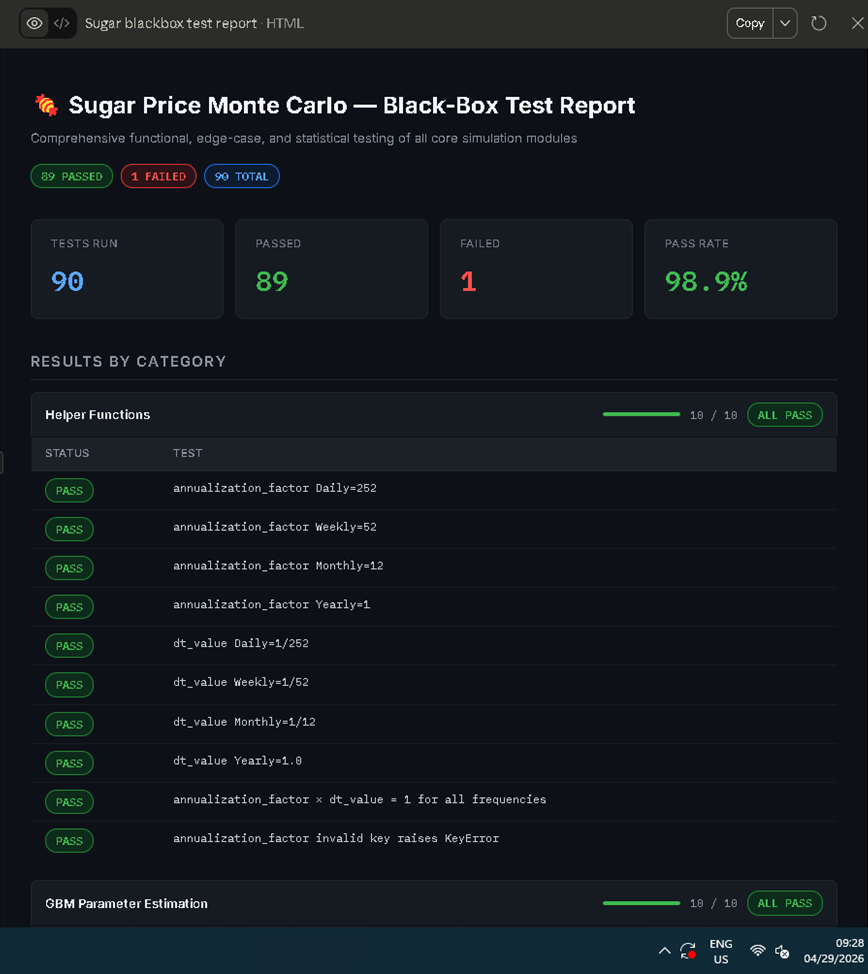 Sugar blackbox test report · HTML
Copy
Sugar Price Monte Carlo — Black-Box Test Report
Comprehensive functional, edge-case, and statistical testing of all core simulation modules
89 PASSED
1 FAILED
90 TOTAL
TESTS RUN
90
PASSED
89
FAILED
1
PASS RATE
98.9%
RESULTS BY CATEGORY
Helper Functions 10 / 10 ALL PASS
STATUS TEST
PASS annualization_factor Daily=252
PASS annualization_factor Weekly=52
PASS annualization_factor Monthly=12
PASS annualization_factor Yearly=1
PASS dt_value Daily=1/252
PASS dt_value Weekly=1/52
PASS dt_value Monthly=1/12
PASS dt_value Yearly=1.0
PASS annualization_factor × dt_value = 1 for all frequencies
PASS annualization_factor invalid key raises KeyError
GBM Parameter Estimation 10 / 10 ALL PASS
ENG
US
09:28
04/29/2026